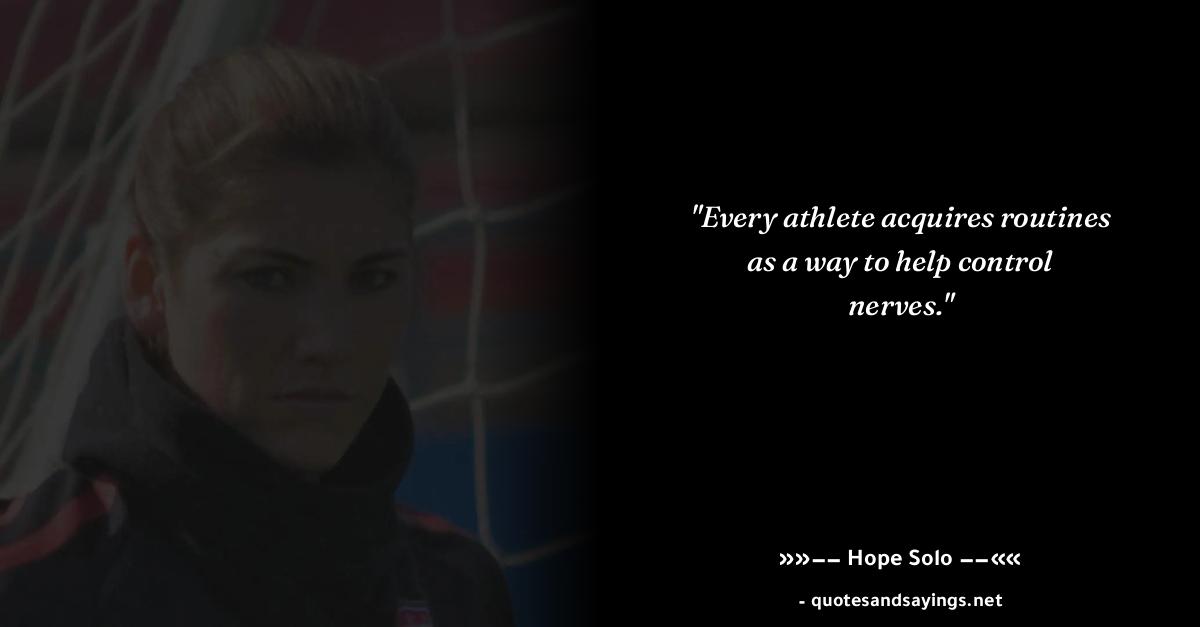 "Every athlete acquires routines
as a way to help control
nerves."
»»−− Hope Solo −−««
- quotesandsayings.net